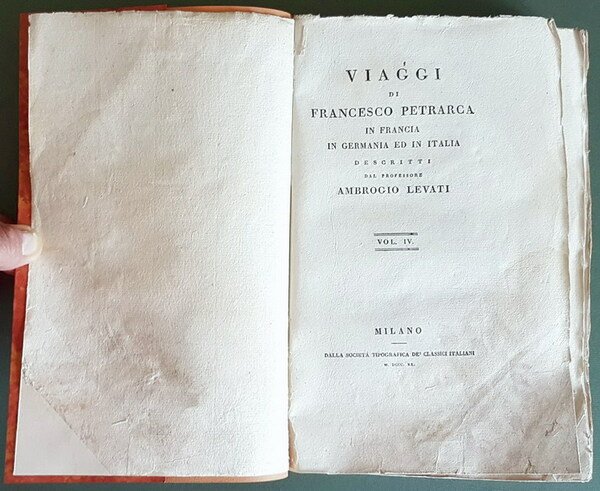 VIAGGI
DI
FRANCESCO PETRARCA
IN FRANCIA
IN GERMANIA ED IN ITALIA
DESCRITTI
DAL PROFESSORE
AMBROGIO LEVATI
VOL. IV.
MILANO
DALLA SOCIETÀ TIPOGRAFICA DE' CLASSICI ITALIANI
M. DCCC. XX.